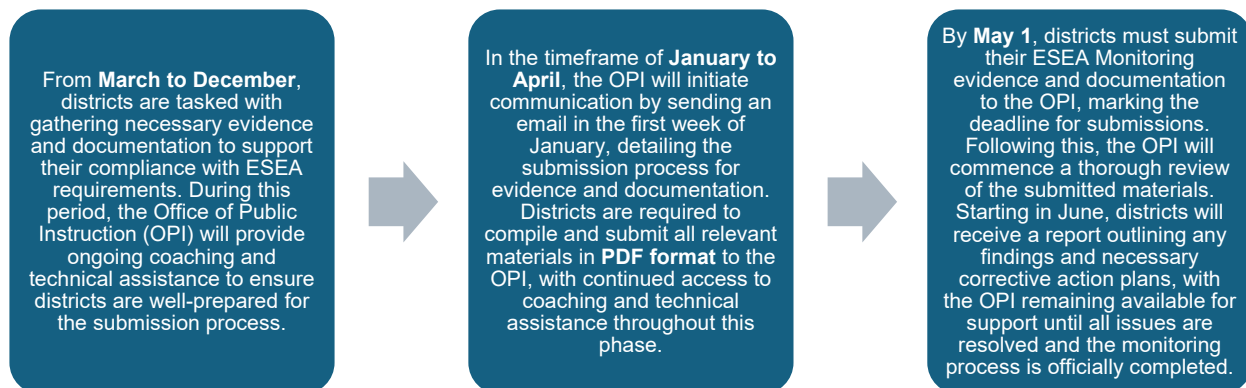 From March to December,
districts are tasked with
gathering necessary evidence
and documentation to support
their compliance with ESEA
requirements. During this
period, the Office of Public
Instruction (OPI) will provide
ongoing coaching and
technical assistance to ensure
districts are well-prepared for
the submission process.
In the timeframe of January to
April, the OPI will initiate
communication by sending an
email in the first week of
January, detailing the
submission process for
evidence and documentation.
Districts are required to
compile and submit all relevant
materials in PDF format to the
OPI, with continued access to
coaching and technical
assistance throughout this
phase.
By May 1, districts must submit
their ESEA Monitoring
evidence and documentation
to the OPI, marking the
deadline for submissions.
Following this, the OPI will
commence a thorough review
of the submitted materials.
Starting in June, districts will
receive a report outlining any
findings and necessary
corrective action plans, with
the OPI remaining available for
support until all issues are
resolved and the monitoring
process is officially completed.